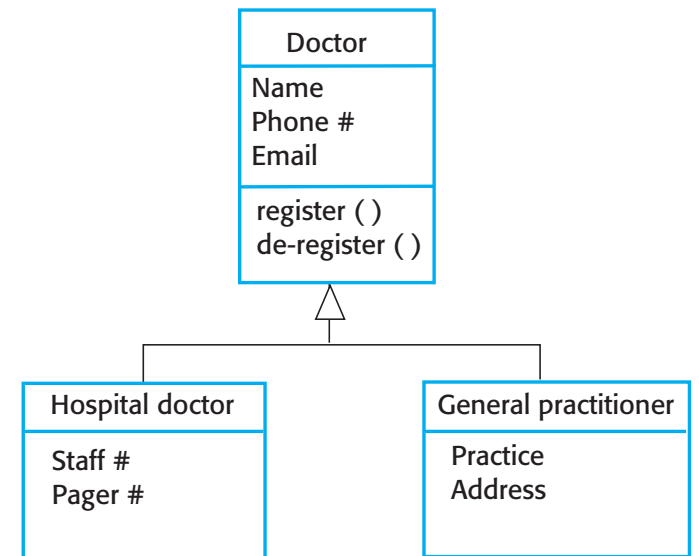 Doctor
Name
Phone #
Email
register ( )
de-register ( )
Hospital doctor
Staff #
Pager #
General practitioner
Practice
Address